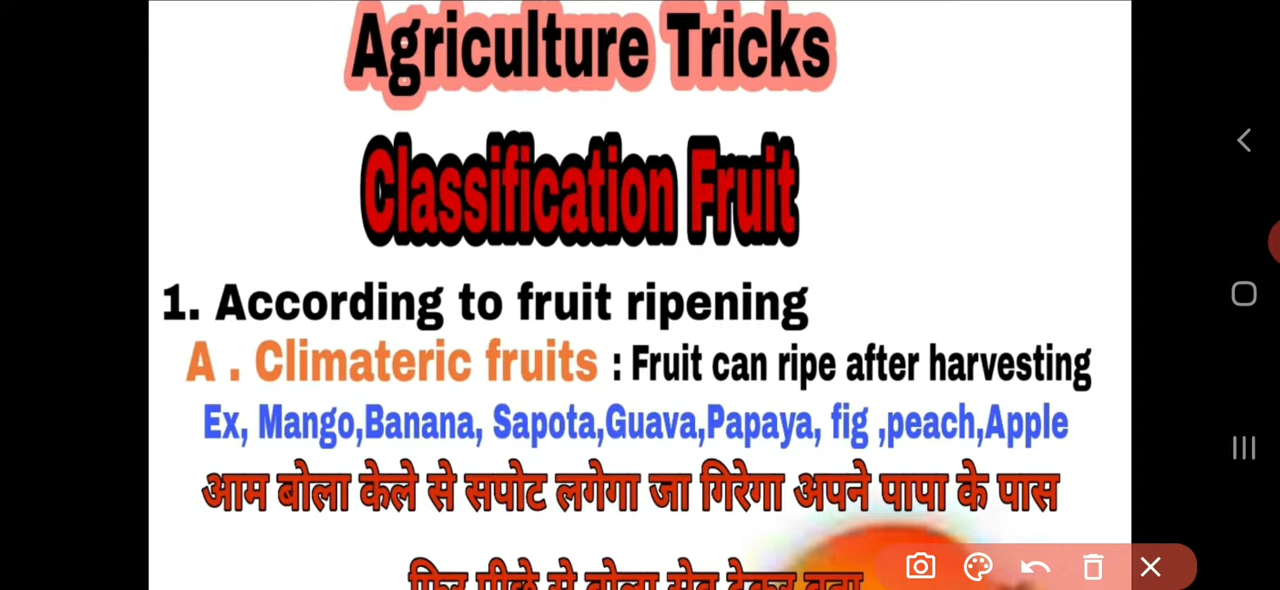 Agriculture Tricks
Classification Fruit
1. According to fruit ripening
A . Climateric fruits : Fruit can ripe after harvesting
Ex, Mango,Banana, Sapota,Guava,Papaya, fig ,peach,Apple
आम बोला केले से सपोट लगेगा जा गिरेगा अपने पापा के पास
फिर पीछे से बोला सेब देकर